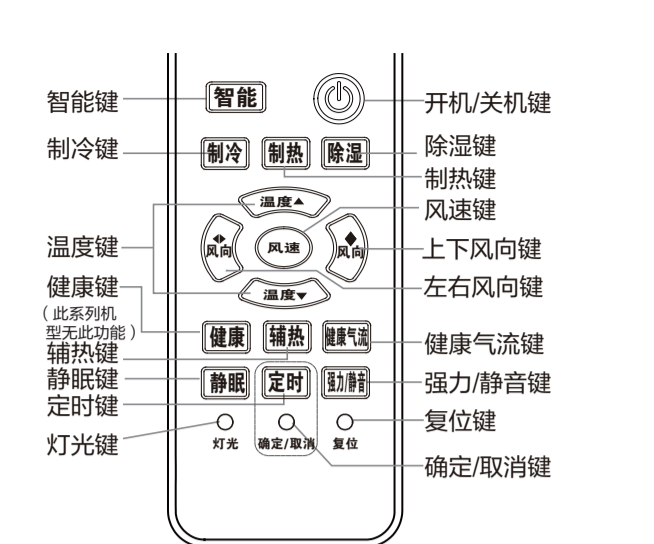 智能键
智能
开机/关机键
制冷键
制冷
制热
除湿
除湿键
制热键
温度▲
风速键
温度键
风向
风速
风向
上下风向键
左右风向键
温度▼
健康键
(此系列机
型无此功能)
健康
辅热
健康气流
健康气流键
辅热键
静眠键
静眠
定时
强力/静音
强力/静音键
定时键
复位键
灯光键
灯光
确定/取消
复位
确定/取消键